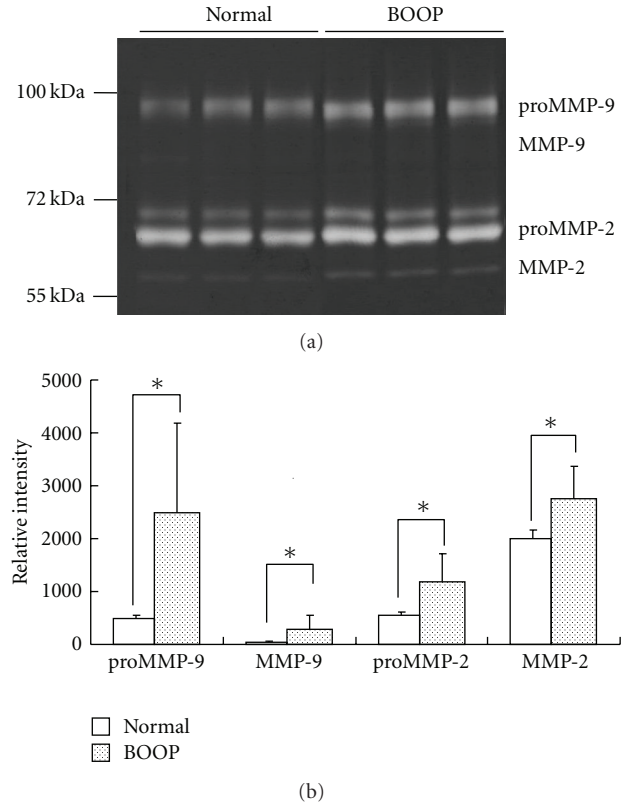 Normal BOOP
100 kDa
proMMP-9
MMP-9
72 kDa
proMMP-2
MMP-2
55 kDa
(a)
5000
4000
3000
2000
1000
0
Relative intensity
* * * *
proMMP-9 MMP-9 proMMP-2 MMP-2
Normal
BOOP
(b)